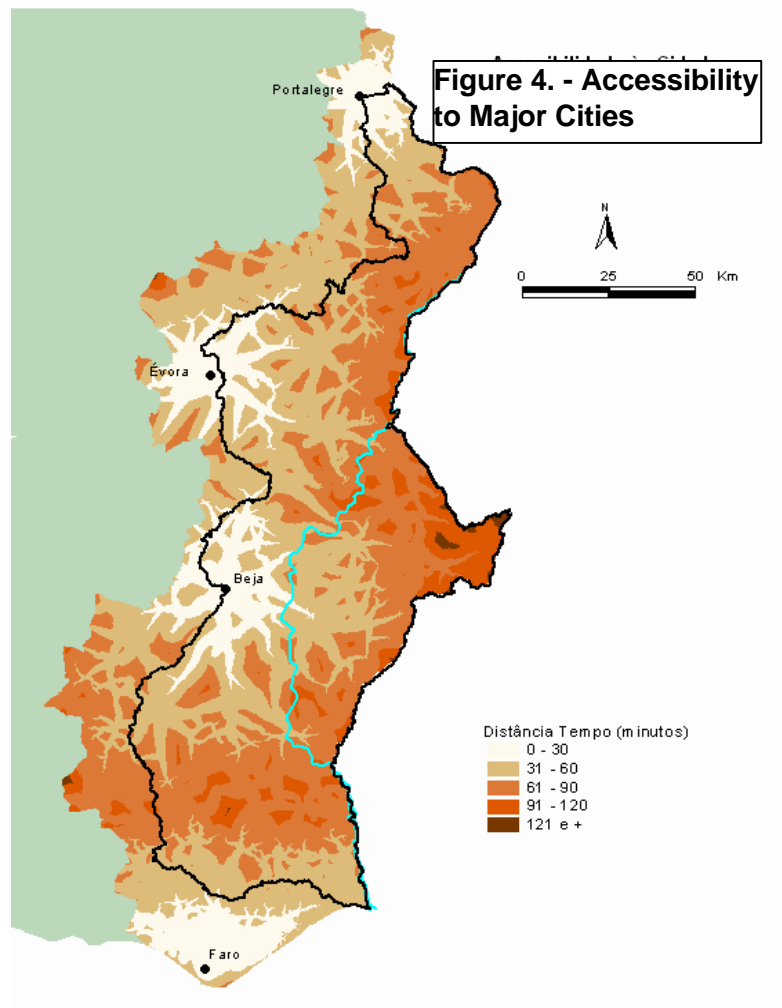 Figure 4. - Accessibility
to Major Cities
Portalegre
N
0 25 50 Km
Évora
Beja
Distância Tempo (minutos)
0 - 30
31 - 60
61 - 90
91 - 120
121 e +
Faro